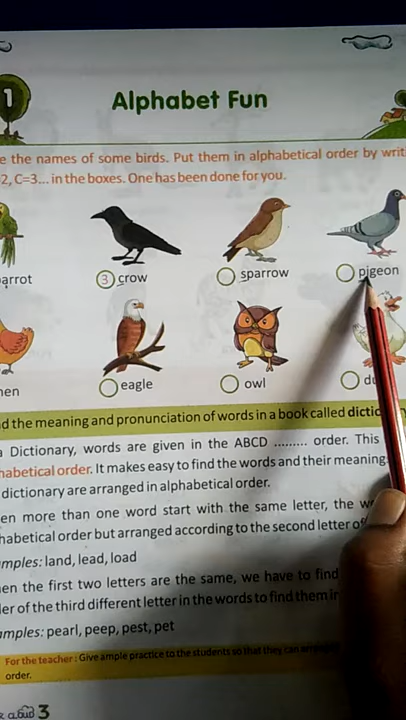 1
Alphabet Fun
e the names of some birds. Put them in alphabetical order by writ
2, C=3... in the boxes. One has been done for you.
arrot
3 crow
sparrow
pigeon
hen
eagle
owl
du
d the meaning and pronunciation of words in a book called dictio
Dictionary, words are given in the ABCD ......... order. This
habetical order. It makes easy to find the words and their meaning
dictionary are arranged in alphabetical order.
en more than one word start with the same letter, the w
habetical order but arranged according to the second letter of
mples: land, lead, load
en the first two letters are the same, we have to find
er of the third different letter in the words to find them in
mples: pearl, peep, pest, pet
For the teacher : Give ample practice to the students so that they can arrange
order.
3